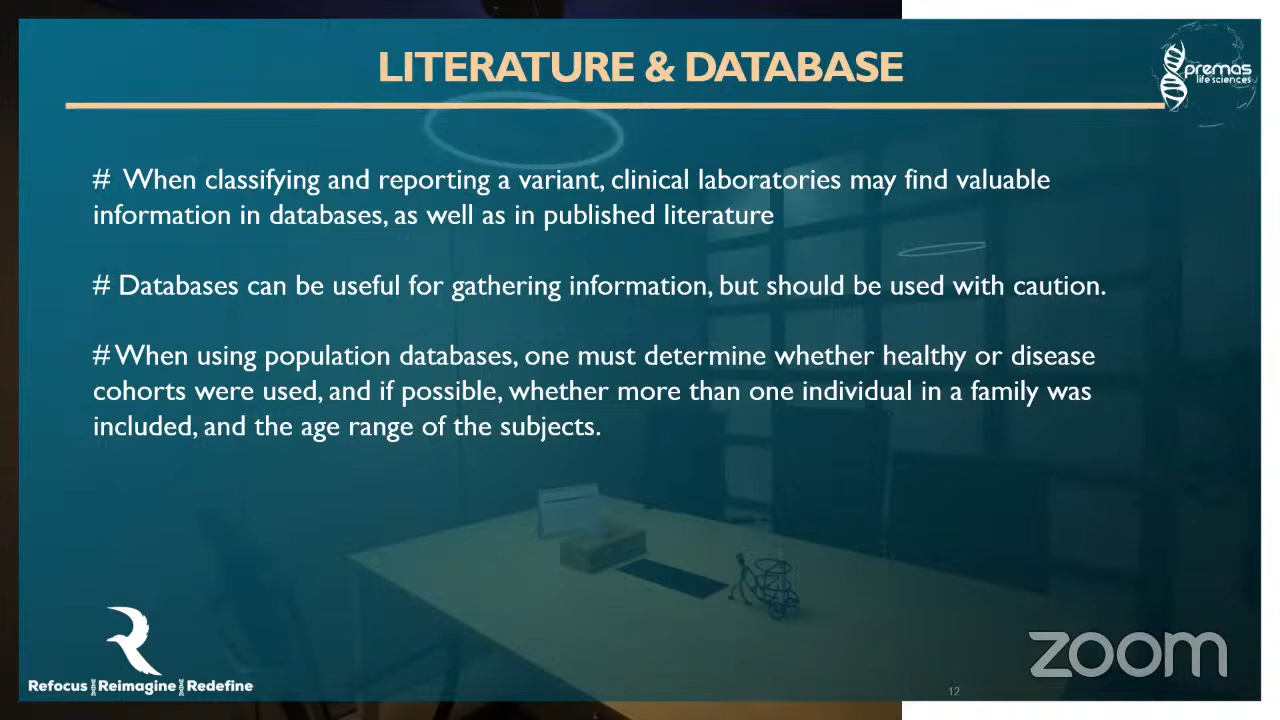 LITERATURE & DATABASE
premas
life sciences
# When classifying and reporting a variant, clinical laboratories may find valuable
information in databases, as well as in published literature
# Databases can be useful for gathering information, but should be used with caution.
# When using population databases, one must determine whether healthy or disease
cohorts were used, and if possible, whether more than one individual in a family was
included, and the age range of the subjects.
Refocus Reimagine Redefine
zoom
12